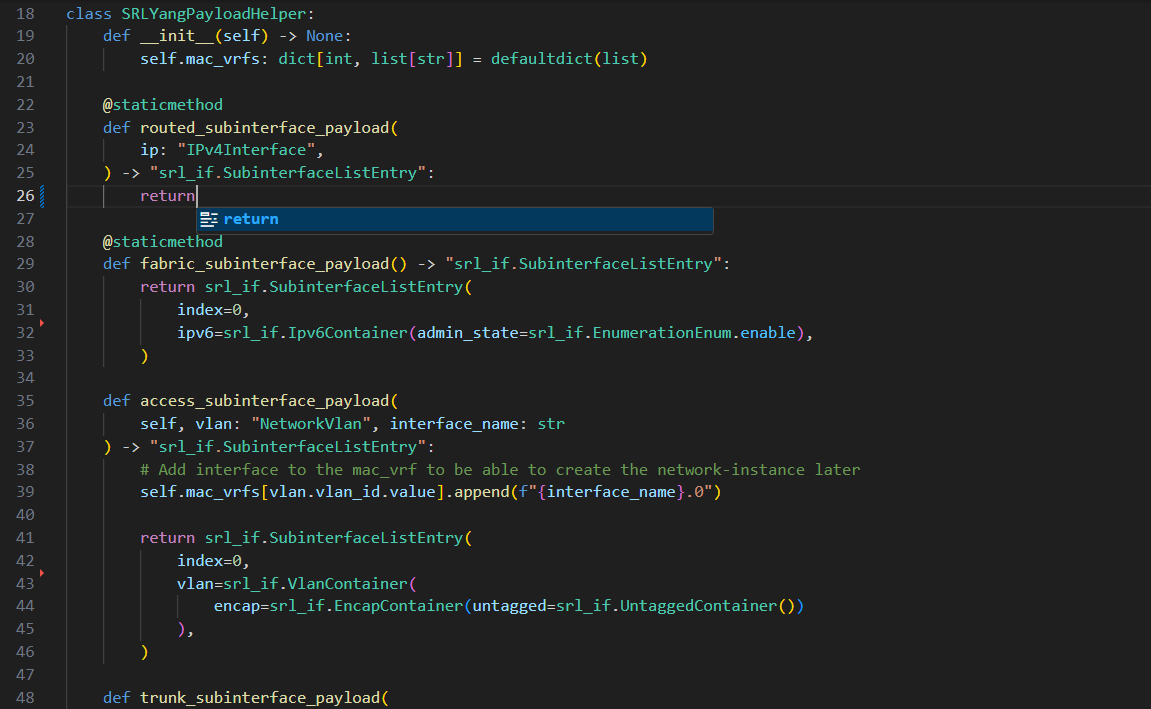 18 class SRLYangPayloadHelper:
19     def __init__(self) -> None:
20         self.mac_vrfs: dict[int, list[str]] = defaultdict(list)
21
22     @staticmethod
23     def routed_subinterface_payload(
24         ip: "IPv4Interface",
25     ) -> "srl_if.SubinterfaceListEntry":
26         return
27         return
28     @staticmethod
29     def fabric_subinterface_payload() -> "srl_if.SubinterfaceListEntry":
30         return srl_if.SubinterfaceListEntry(
31             index=0,
32             ipv6=srl_if.Ipv6Container(admin_state=srl_if.EnumerationEnum.enable),
33         )
34
35     def access_subinterface_payload(
36         self, vlan: "NetworkVlan", interface_name: str
37     ) -> "srl_if.SubinterfaceListEntry":
38         # Add interface to the mac_vrf to be able to create the network-instance later
39         self.mac_vrfs[vlan.vlan_id.value].append(f"{interface_name}.0")
40
41         return srl_if.SubinterfaceListEntry(
42             index=0,
43             vlan=srl_if.VlanContainer(
44                 encap=srl_if.EncapContainer(untagged=srl_if.UntaggedContainer())
45             ),
46         )
47
48     def trunk_subinterface_payload(